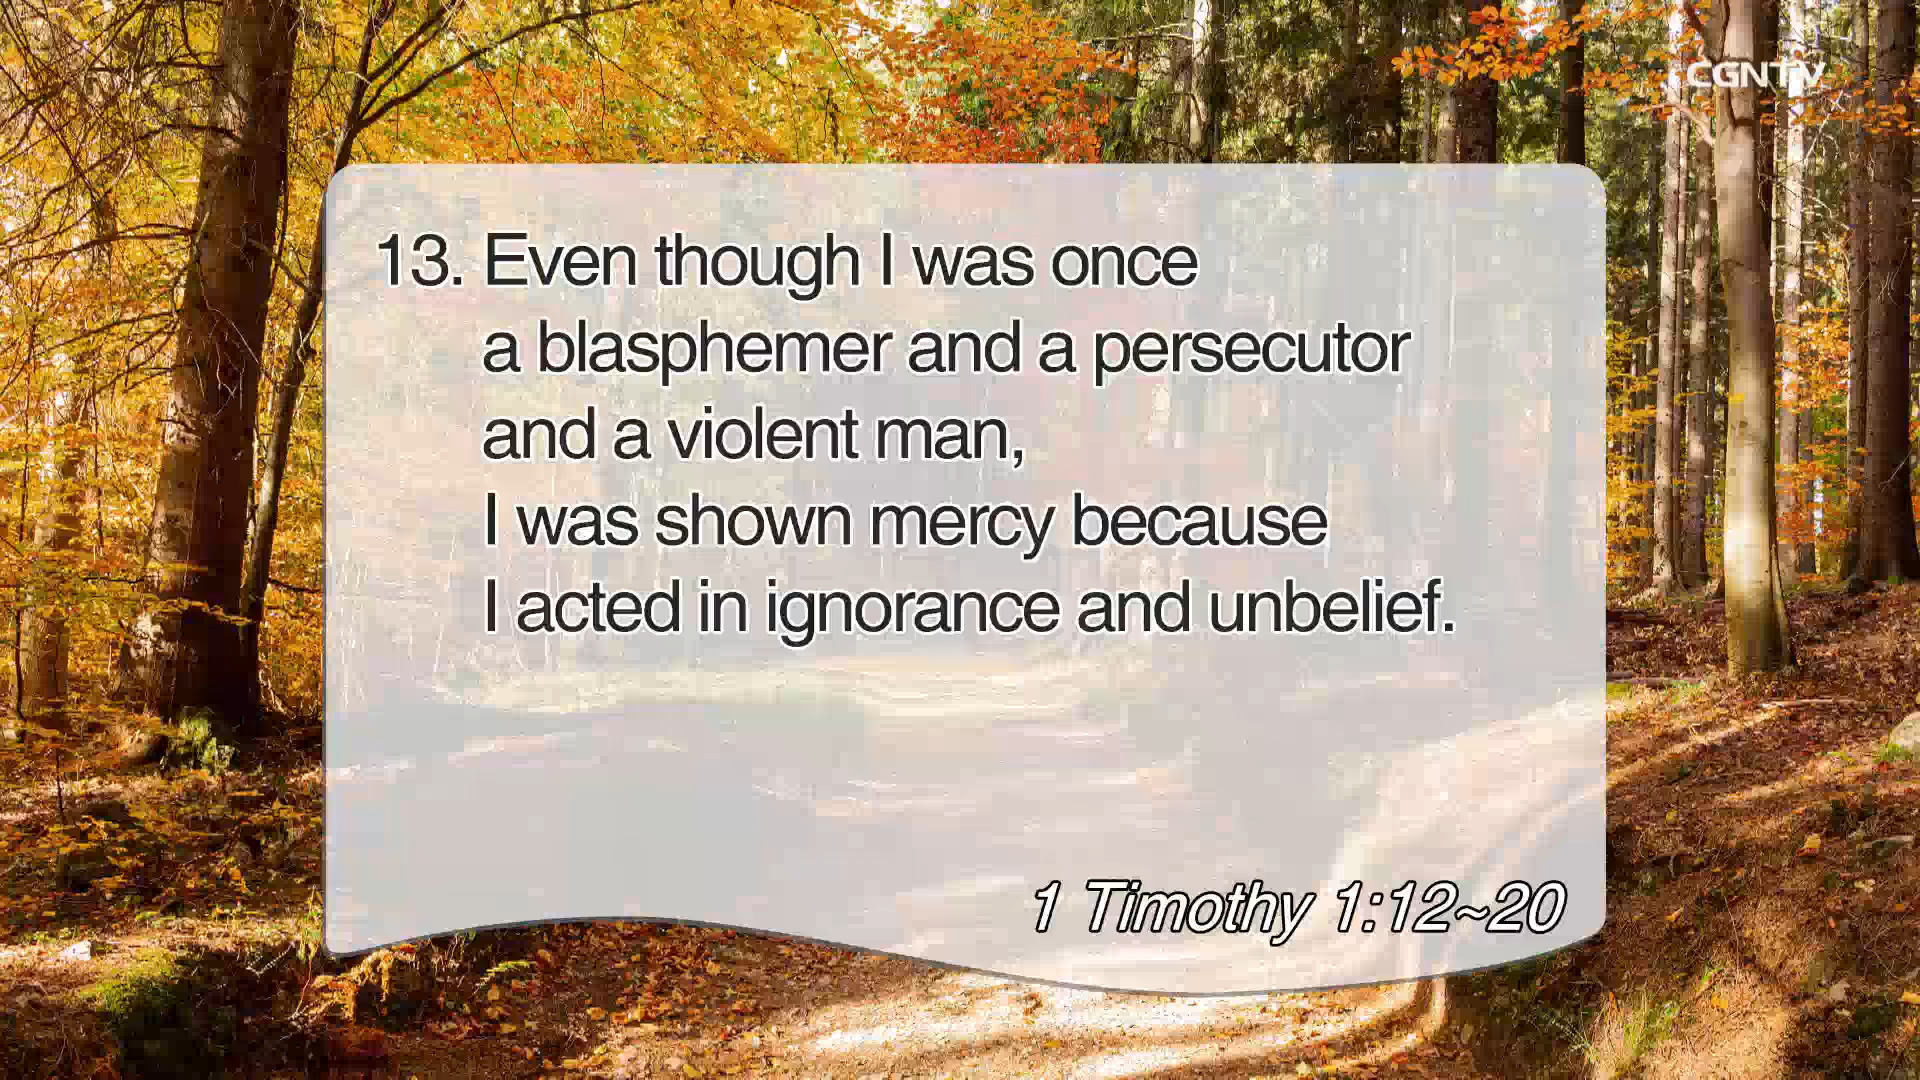 CGNTV
13. Even though I was once
a blasphemer and a persecutor
and a violent man,
I was shown mercy because
I acted in ignorance and unbelief.
1 Timothy 1:12~20